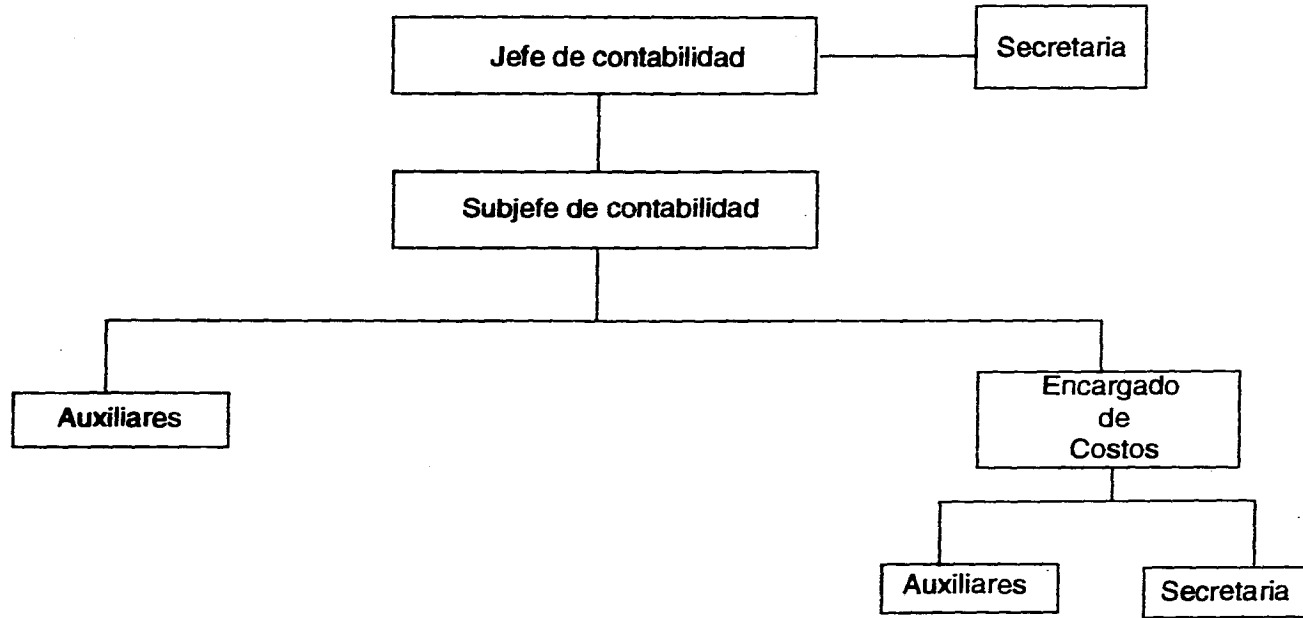 Jefe de contabilidad
Secretaria
Subjefe de contabilidad
Auxiliares
Encargado
de
Costos
Auxiliares
Secretaria